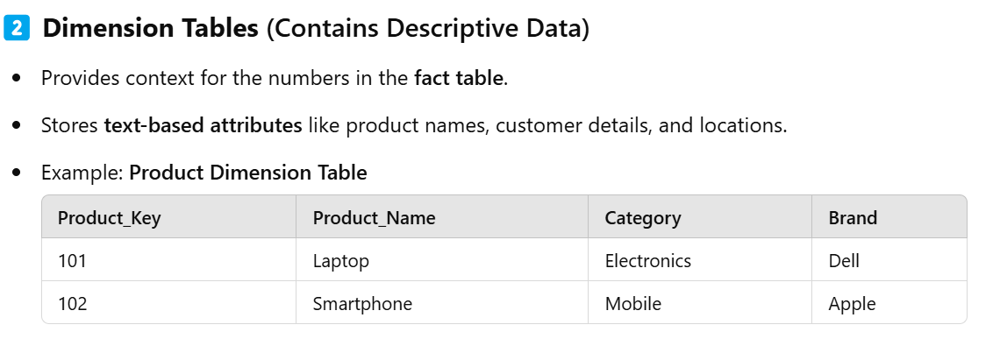 2 Dimension Tables (Contains Descriptive Data)
Provides context for the numbers in the fact table.
Stores text-based attributes like product names, customer details, and locations.
Example: Product Dimension Table
Product_Key Product_Name Category Brand
101 Laptop Electronics Dell
102 Smartphone Mobile Apple